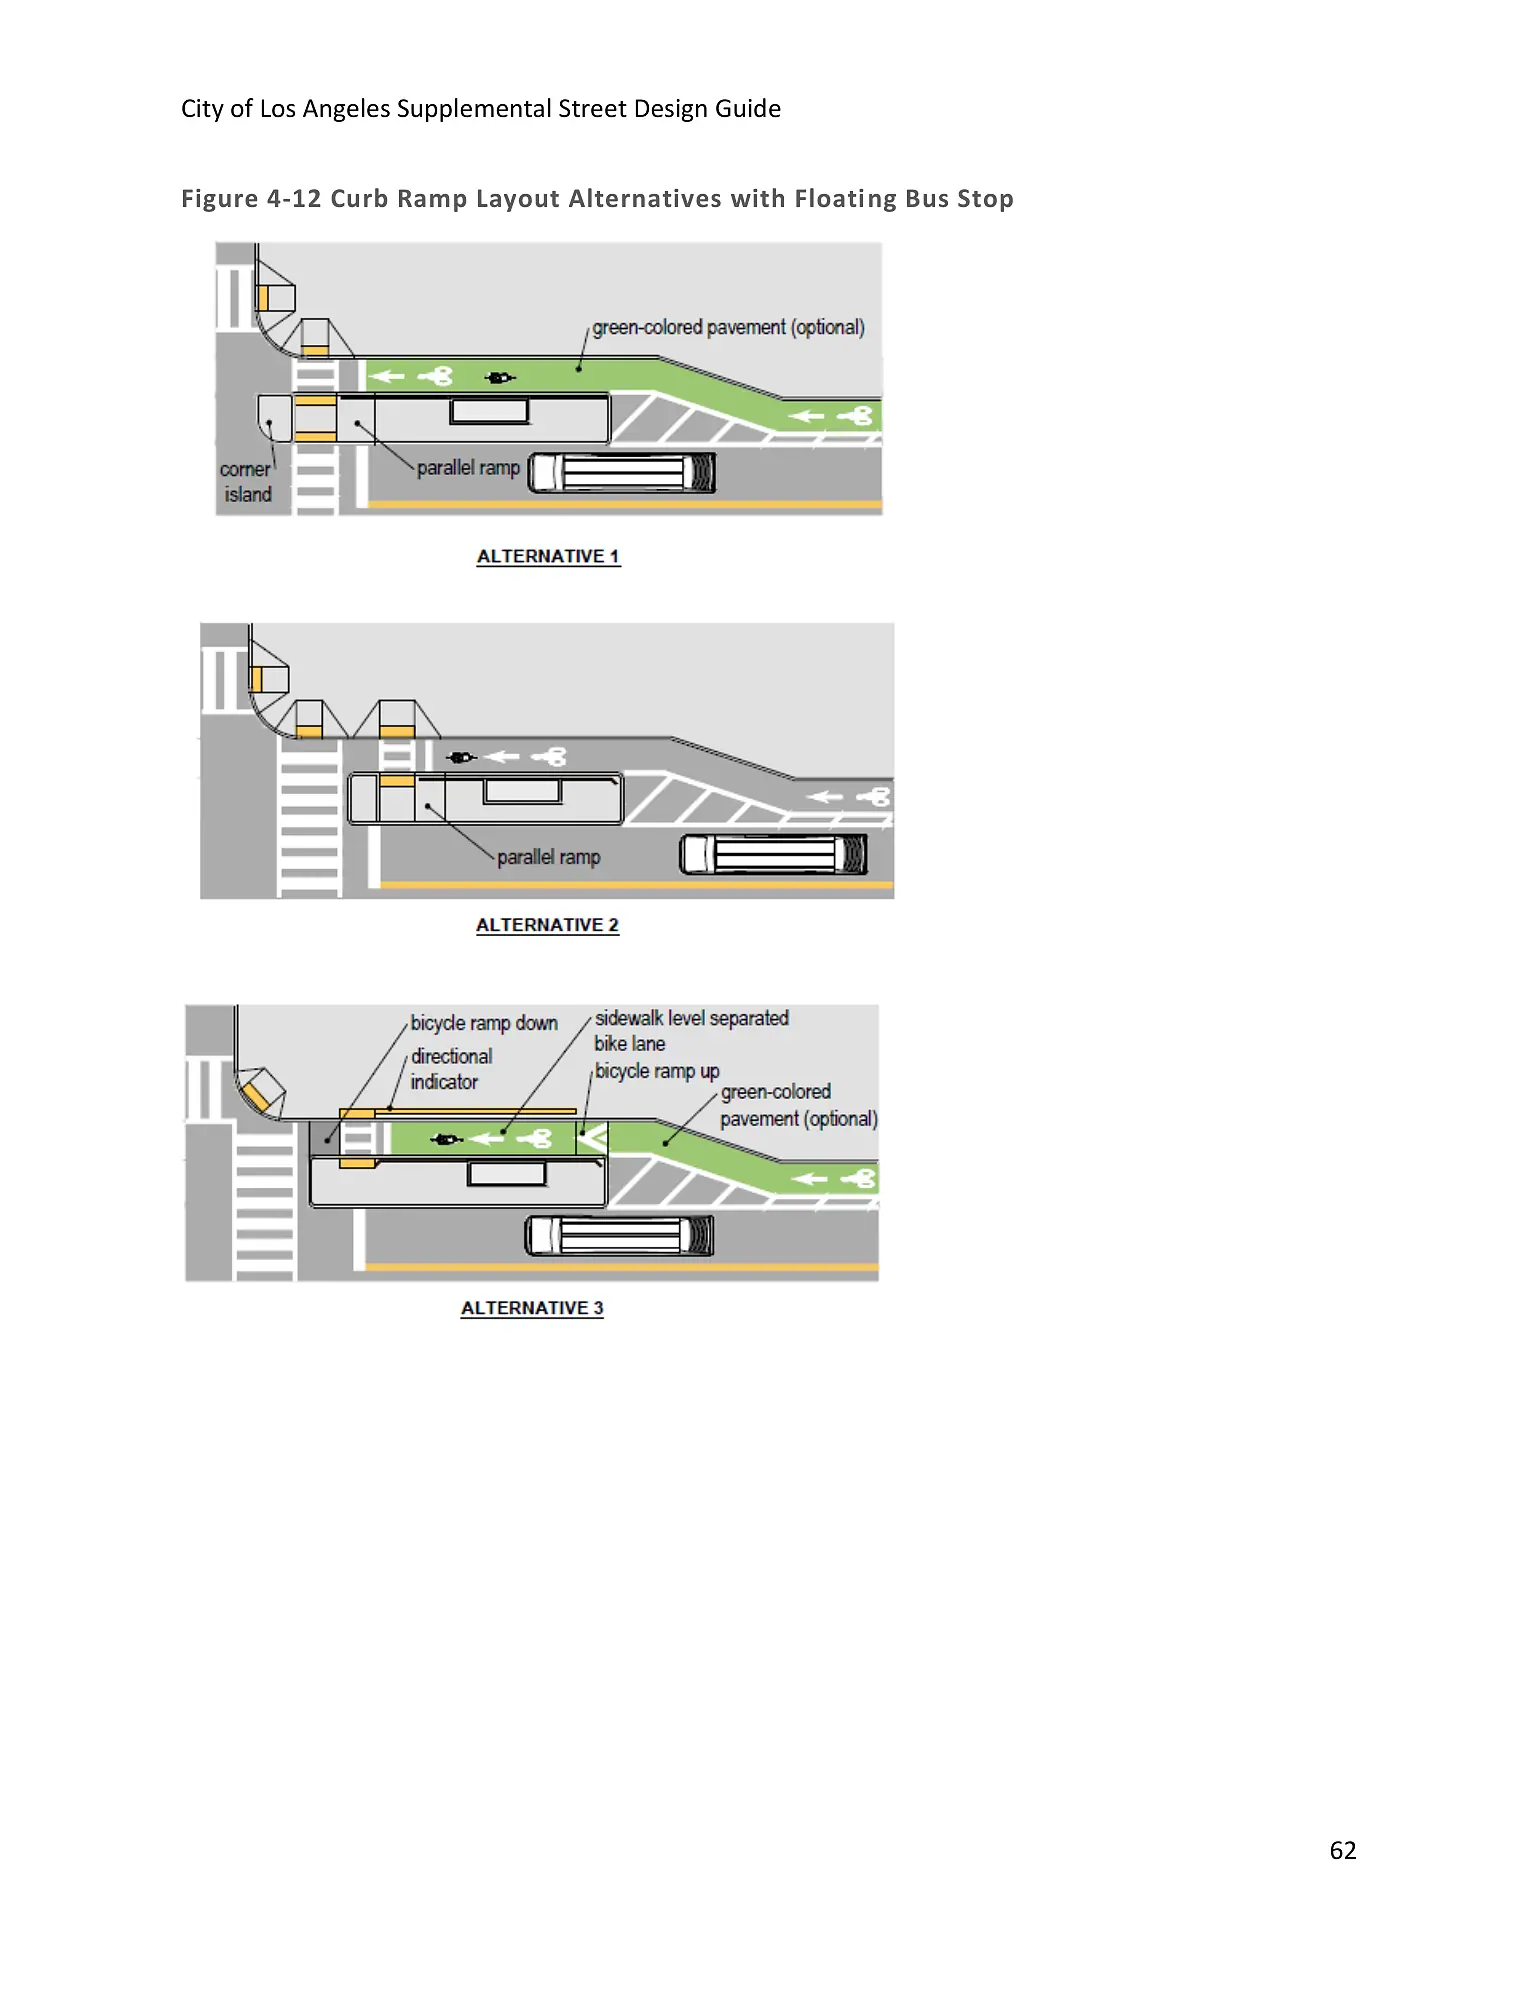 City of Los Angeles Supplemental Street Design Guide
Figure 4-12 Curb Ramp Layout Alternatives with Floating Bus Stop
green-colored pavement (optional)
corner
island
parallel ramp
ALTERNATIVE 1
parallel ramp
ALTERNATIVE 2
bicycle ramp down
directional
indicator
sidewalk level separated
bike lane
bicycle ramp up
green-colored
pavement (optional)
ALTERNATIVE 3
62